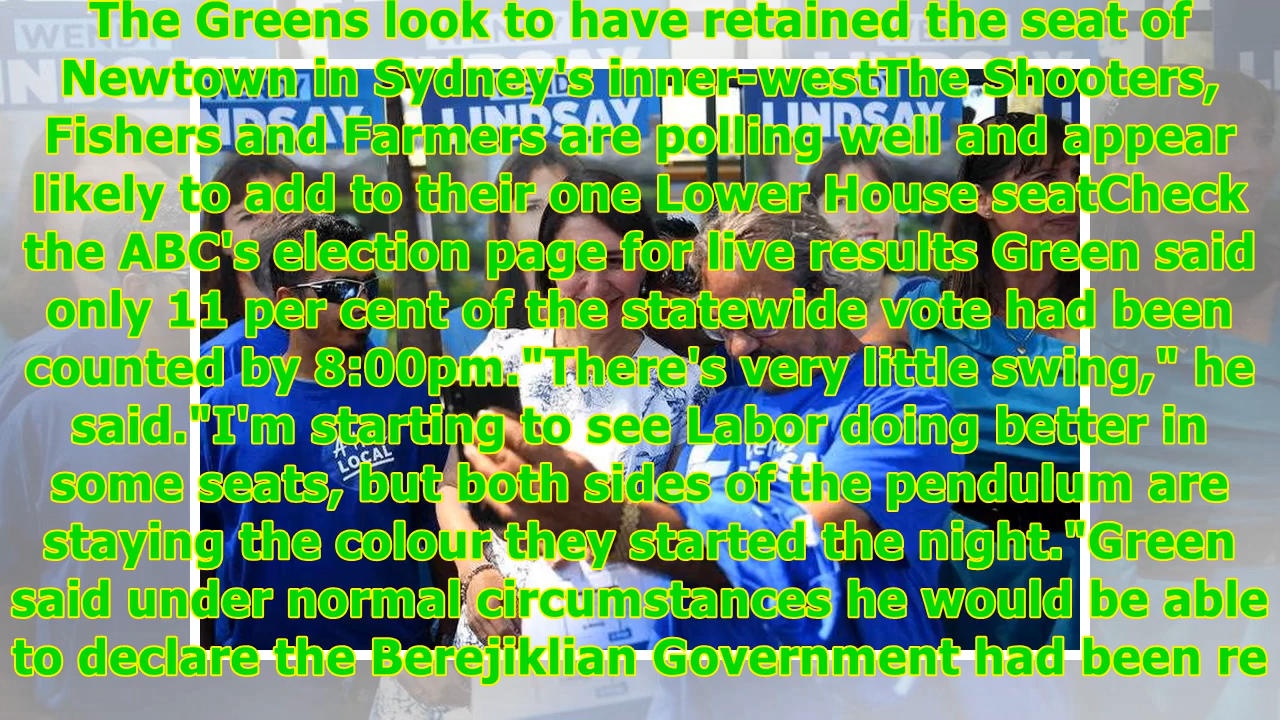 The Greens look to have retained the seat of
Newtown in Sydney's inner-westThe Shooters,
Fishers and Farmers are polling well and appear
likely to add to their one Lower House seatCheck
the ABC's election page for live results Green said
only 11 per cent of the statewide vote had been
counted by 8:00pm."There's very little swing," he
said."I'm starting to see Labor doing better in
some seats, but both sides of the pendulum are
staying the colour they started the night."Green
said under normal circumstances he would be able
to declare the Berejiklian Government had been re
WENDY
WENDY
LINDSAY
LINDSAY
LOCAL